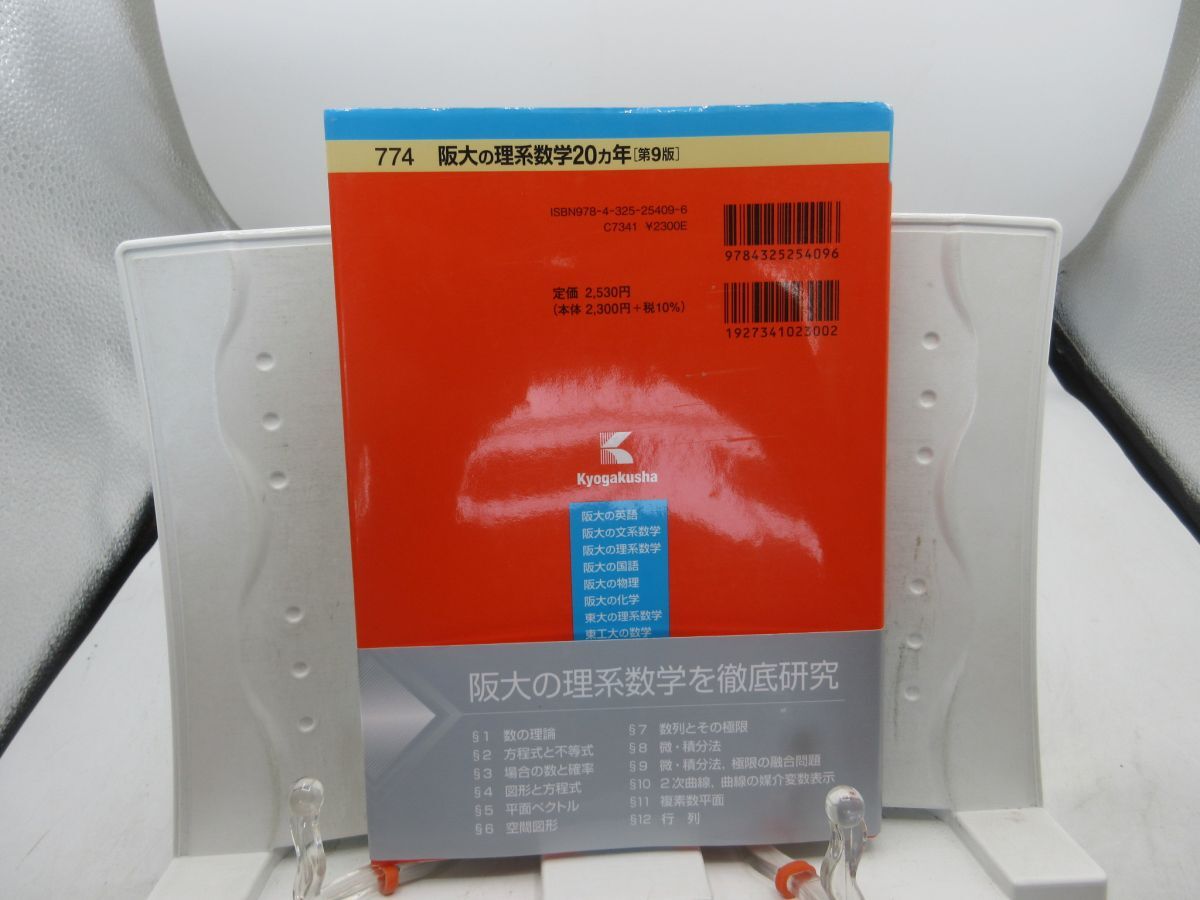 774 阪大の理系数学20カ年[第9版]
ISBN978-4-325-25409-6
C7341 ¥2300E
9784325254096
定価 2,530円
(本体 2,300円+税10%)
1927341023002
Kyogakusha
阪大の英語
阪大の文系数学
阪大の理系数学
阪大の国語
阪大の物理
阪大の化学
東大の理系数学
東工大の数学
阪大の理系数学を徹底研究
§1 数の理論
§2 方程式と不等式
§3 場合の数と確率
§4 図形と方程式
§5 平面ベクトル
§6 空間図形
§7 数列とその極限
§8 微・積分法
§9 微・積分法,極限の融合問題
§10 2次曲線,曲線の媒介変数表示
§11 複素数平面
§12 行 列